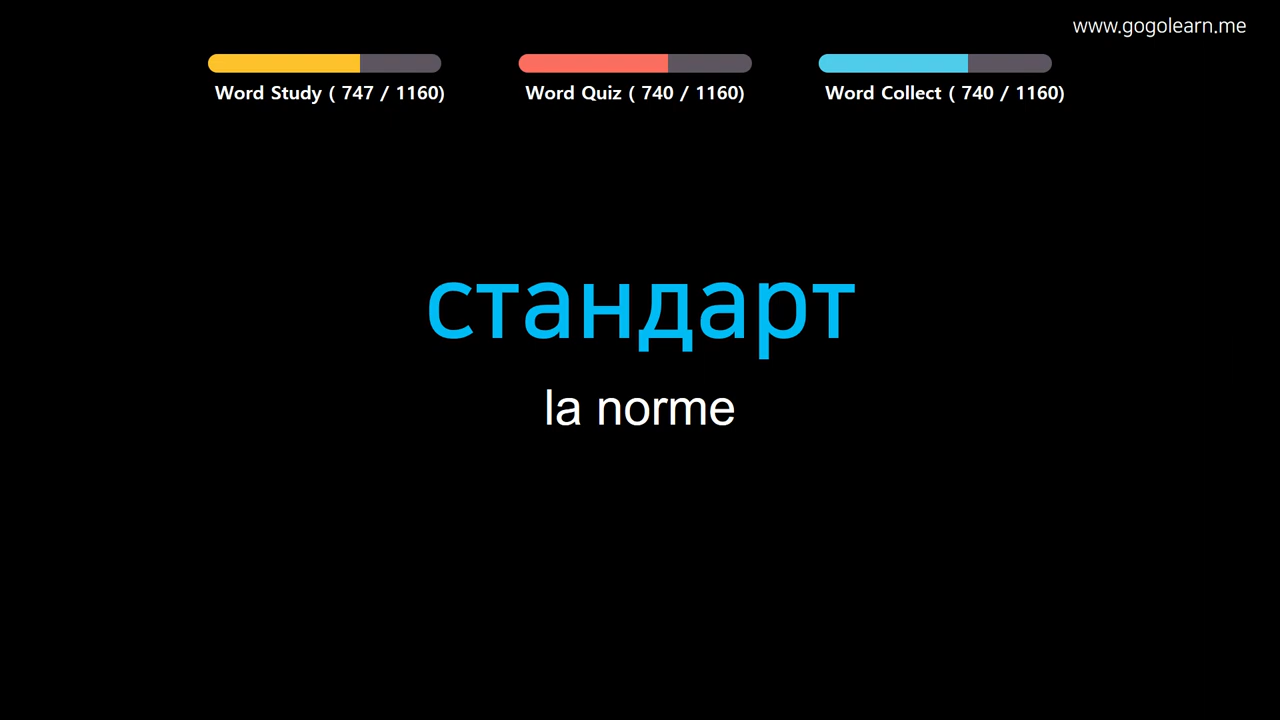 www.gogolearn.me
Word Study ( 747 / 1160)
Word Quiz ( 740 / 1160)
Word Collect ( 740 / 1160)
стандарт
la norme